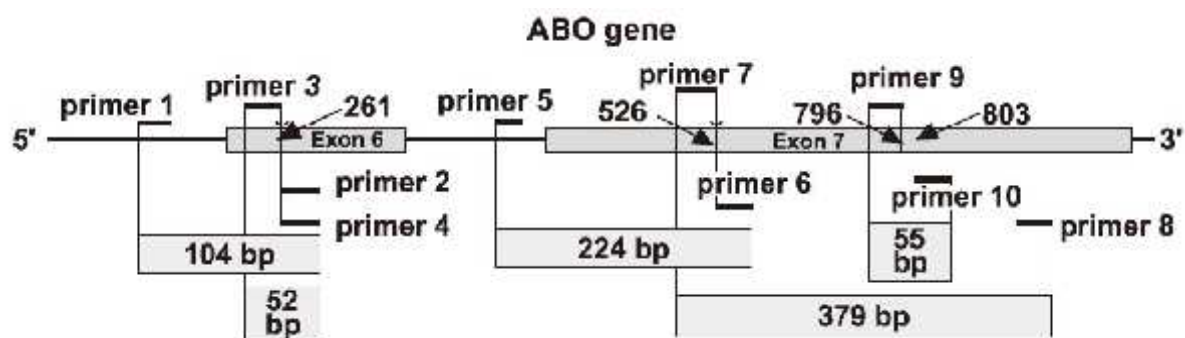 ABO gene
primer 7
primer 3
primer 9
primer 1
261
primer 5
526
796
803
5'
Exon 6
Exon 7
3'
primer 2
primer 6
primer 10
primer 4
primer 8
104 bp
224 bp
55
bp
52
bp
379 bp